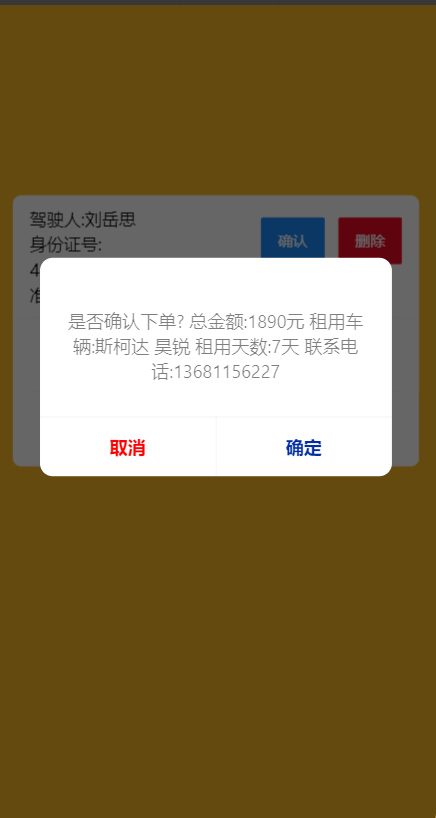 驾驶人:刘岳思
身份证号:
确认
删除
4
准
是否确认下单? 总金额:1890元 租用车
辆:斯柯达 昊锐 租用天数:7天 联系电
话:13681156227
取消
确定